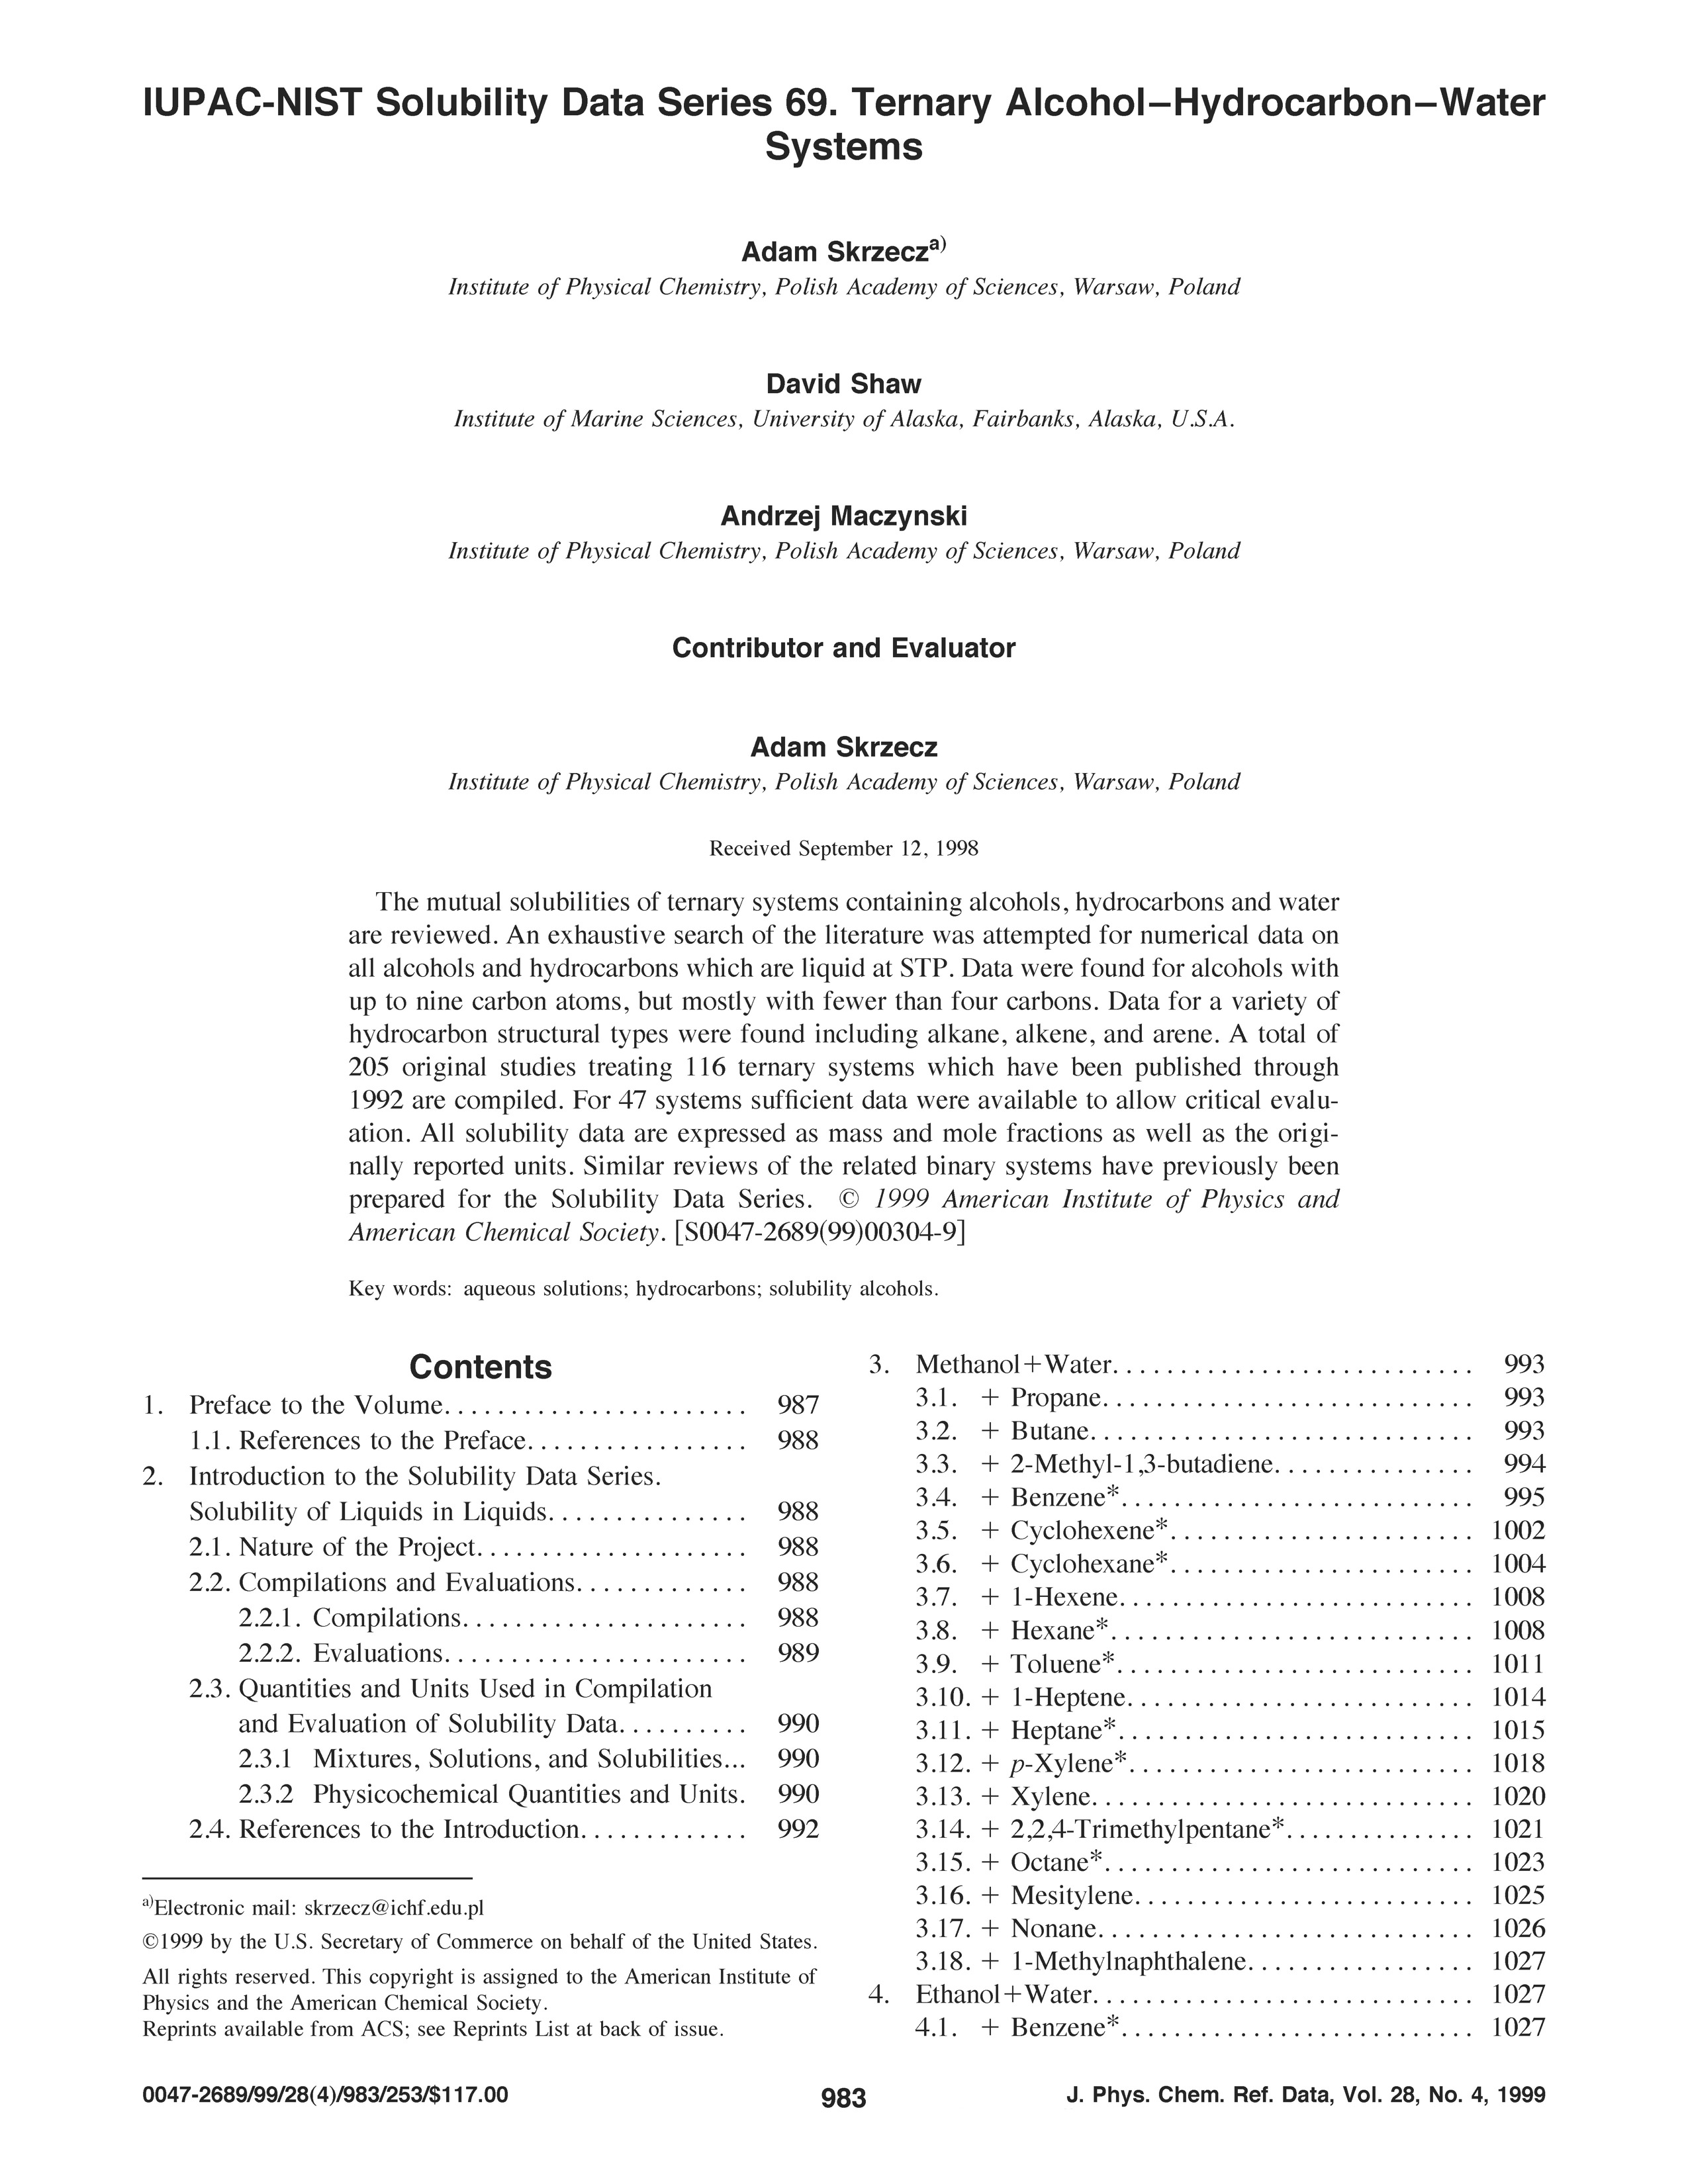 IUPAC-NIST Solubility Data Series 69. Ternary Alcohol–Hydrocarbon–Water
Systems
Adam Skrzecza)
Institute of Physical Chemistry, Polish Academy of Sciences, Warsaw, Poland
David Shaw
Institute of Marine Sciences, University of Alaska, Fairbanks, Alaska, U.S.A.
Andrzej Maczynski
Institute of Physical Chemistry, Polish Academy of Sciences, Warsaw, Poland
Contributor and Evaluator
Adam Skrzecz
Institute of Physical Chemistry, Polish Academy of Sciences, Warsaw, Poland
Received September 12, 1998
The mutual solubilities of ternary systems containing alcohols, hydrocarbons and water
are reviewed. An exhaustive search of the literature was attempted for numerical data on
all alcohols and hydrocarbons which are liquid at STP. Data were found for alcohols with
up to nine carbon atoms, but mostly with fewer than four carbons. Data for a variety of
hydrocarbon structural types were found including alkane, alkene, and arene. A total of
205 original studies treating 116 ternary systems which have been published through
1992 are compiled. For 47 systems sufficient data were available to allow critical evalu-
ation. All solubility data are expressed as mass and mole fractions as well as the origi-
nally reported units. Similar reviews of the related binary systems have previously been
prepared for the Solubility Data Series. © 1999 American Institute of Physics and
American Chemical Society. [S0047-2689(99)00304-9]
Key words: aqueous solutions; hydrocarbons; solubility alcohols.
Contents
1. Preface to the Volume. . . . . . . . . . . . . . . . . . . . . . . 987
1.1. References to the Preface. . . . . . . . . . . . . . . . . 988
2. Introduction to the Solubility Data Series.
Solubility of Liquids in Liquids. . . . . . . . . . . . . . . 988
2.1. Nature of the Project. . . . . . . . . . . . . . . . . . . . . 988
2.2. Compilations and Evaluations. . . . . . . . . . . . . 988
2.2.1. Compilations. . . . . . . . . . . . . . . . . . . . . . 988
2.2.2. Evaluations. . . . . . . . . . . . . . . . . . . . . . . 989
2.3. Quantities and Units Used in Compilation
and Evaluation of Solubility Data. . . . . . . . . . 990
2.3.1 Mixtures, Solutions, and Solubilities... 990
2.3.2 Physicochemical Quantities and Units. 990
2.4. References to the Introduction. . . . . . . . . . . . . 992
a)Electronic mail: skrzecz@ichf.edu.pl
©1999 by the U.S. Secretary of Commerce on behalf of the United States.
All rights reserved. This copyright is assigned to the American Institute of
Physics and the American Chemical Society.
Reprints available from ACS; see Reprints List at back of issue.
3. Methanol+Water. . . . . . . . . . . . . . . . . . . . . . . . . . . 993
3.1. + Propane. . . . . . . . . . . . . . . . . . . . . . . . . . . . 993
3.2. + Butane. . . . . . . . . . . . . . . . . . . . . . . . . . . . . 993
3.3. + 2-Methyl-1,3-butadiene. . . . . . . . . . . . . . . 994
3.4. + Benzene*. . . . . . . . . . . . . . . . . . . . . . . . . . . 995
3.5. + Cyclohexene*. . . . . . . . . . . . . . . . . . . . . . . 1002
3.6. + Cyclohexane*. . . . . . . . . . . . . . . . . . . . . . . 1004
3.7. + 1-Hexene. . . . . . . . . . . . . . . . . . . . . . . . . . . 1008
3.8. + Hexane*. . . . . . . . . . . . . . . . . . . . . . . . . . . . 1008
3.9. + Toluene*. . . . . . . . . . . . . . . . . . . . . . . . . . . 1011
3.10. + 1-Heptene. . . . . . . . . . . . . . . . . . . . . . . . . . 1014
3.11. + Heptane*. . . . . . . . . . . . . . . . . . . . . . . . . . . 1015
3.12. + p-Xylene*. . . . . . . . . . . . . . . . . . . . . . . . . . 1018
3.13. + Xylene. . . . . . . . . . . . . . . . . . . . . . . . . . . . . 1020
3.14. + 2,2,4-Trimethylpentane*. . . . . . . . . . . . . . . 1021
3.15. + Octane*. . . . . . . . . . . . . . . . . . . . . . . . . . . . 1023
3.16. + Mesitylene. . . . . . . . . . . . . . . . . . . . . . . . . . 1025
3.17. + Nonane. . . . . . . . . . . . . . . . . . . . . . . . . . . . . 1026
3.18. + 1-Methylnaphthalene. . . . . . . . . . . . . . . . . 1027
4. Ethanol+Water. . . . . . . . . . . . . . . . . . . . . . . . . . . . . 1027
4.1. + Benzene*. . . . . . . . . . . . . . . . . . . . . . . . . . . 1027
0047-2689/99/28(4)/983/253/$117.00
983
J. Phys. Chem. Ref. Data, Vol. 28, No. 4, 1999